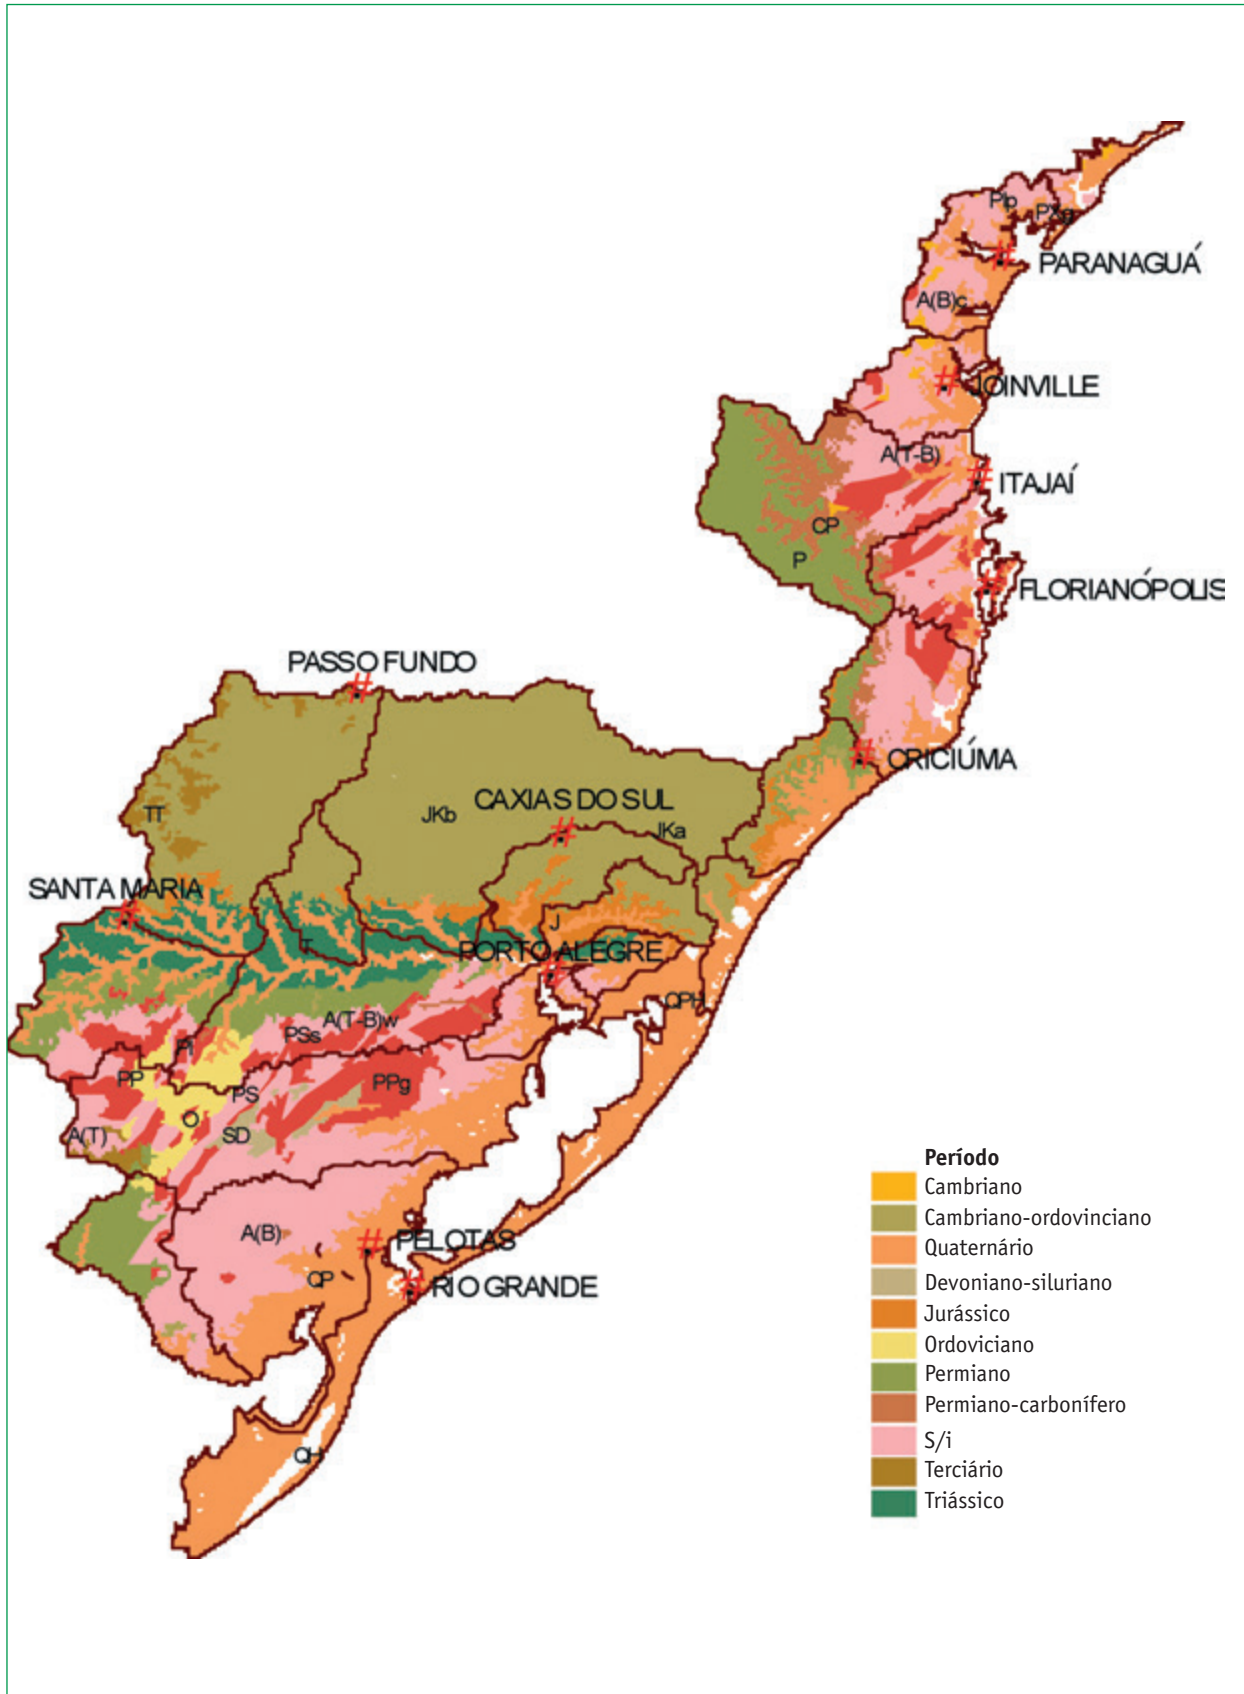 PIp
PXg
PARANAGUÁ
A(B)c
JOINVILLE
A(T-B)
ITAJAÍ
CP
P
FLORIANÓPOLIS
PASSO FUNDO
CRICIÚMA
CAXIAS DO SUL
TT
JKb
JKa
SANTA MARIA
J
T
PORTO ALEGRE
QPH
A(T-B)w
PSs
PI
PP
PPg
PS
O
A(T)
SD
A(B)
PELOTAS
QP
RIO GRANDE
QH
Período
Cambriano
Cambriano-ordovinciano
Quaternário
Devoniano-siluriano
Jurássico
Ordoviciano
Permiano
Permiano-carbonífero
S/i
Terciário
Triássico